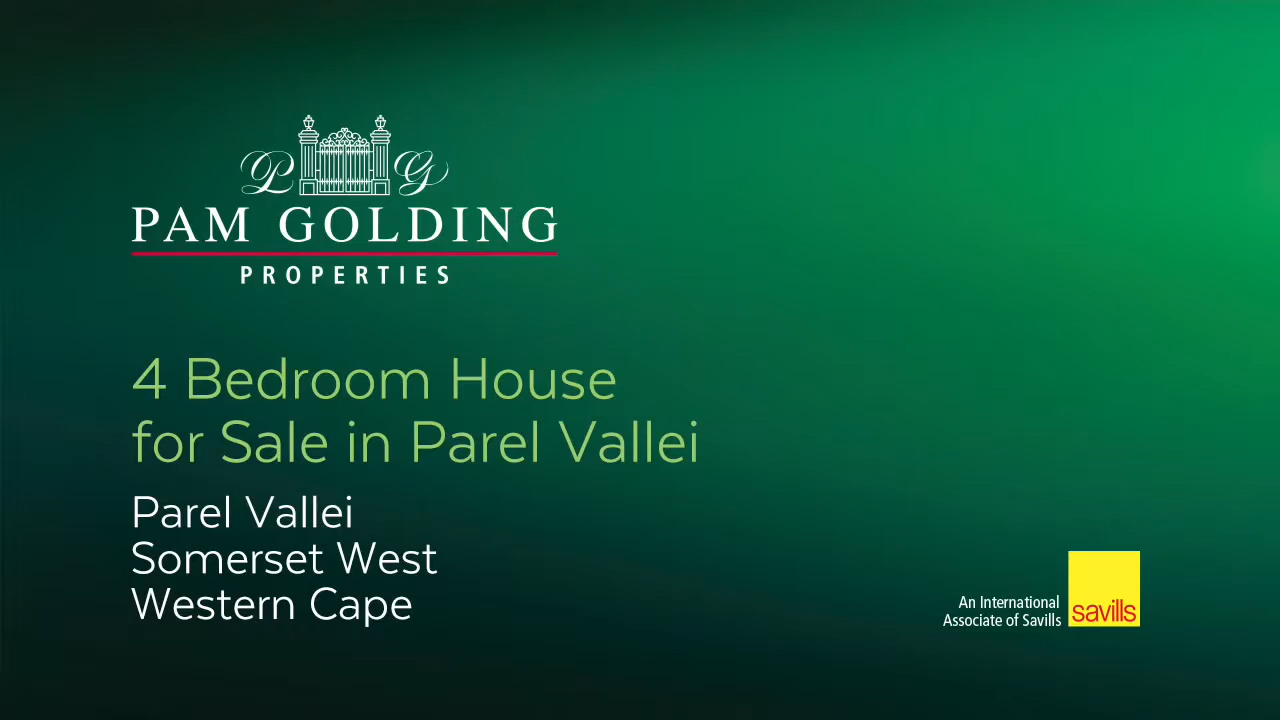 P G
PAM GOLDING
PROPERTIES
4 Bedroom House
for Sale in Parel Vallei
Parel Vallei
Somerset West
Western Cape
An International
Associate of Savills
savills